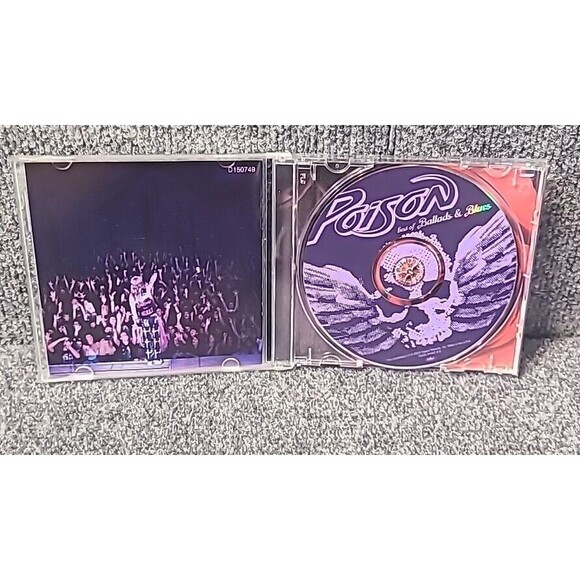 D150749
Poison
best of Ballads & Blues